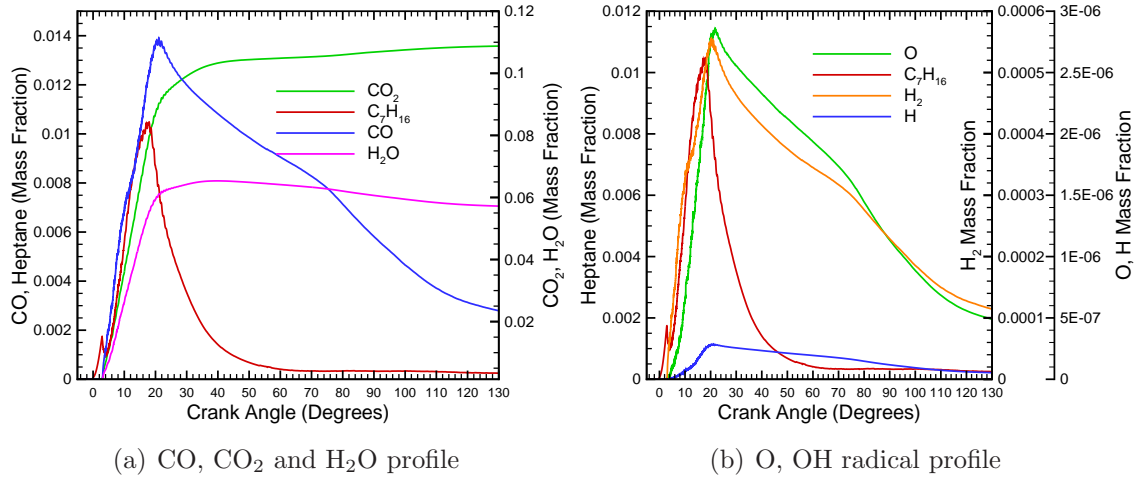 CO, Heptane (Mass Fraction)
0.014
0.012
0.01
0.008
0.006
0.004
0.002
0
0 10 20 30 40 50 60 70 80 90 100 110 120 130
Crank Angle (Degrees)
CO₂
C₇H₁₆
CO
H₂O
0.12
0.1
0.08
0.06
0.04
0.02
CO₂, H₂O (Mass Fraction)
(a) CO, CO₂ and H₂O profile
Heptane (Mass Fraction)
0.012
0.01
0.008
0.006
0.004
0.002
0
0 10 20 30 40 50 60 70 80 90 100 110 120 130
Crank Angle (Degrees)
O
C₇H₁₆
H₂
H
H₂ Mass Fraction
0.0006
0.0005
0.0004
0.0003
0.0002
0.0001
0
O, H Mass Fraction
3E-06
2.5E-06
2E-06
1.5E-06
1E-06
5E-07
0
(b) O, OH radical profile